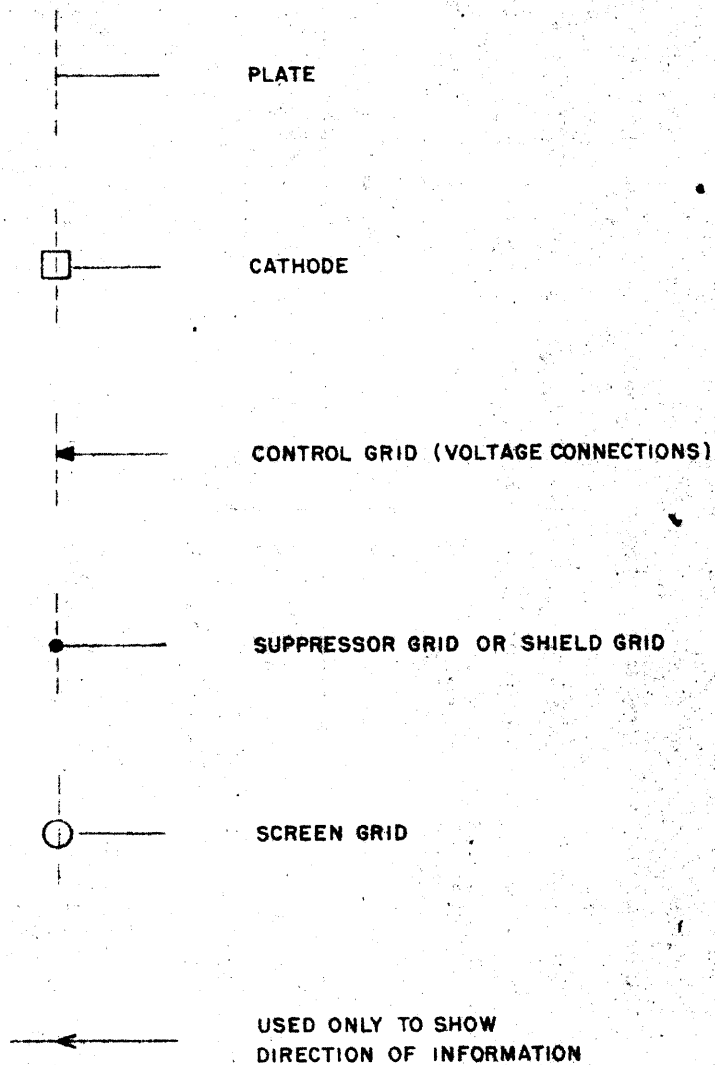 PLATE
CATHODE
CONTROL GRID (VOLTAGE CONNECTIONS)
SUPPRESSOR GRID OR SHIELD GRID
SCREEN GRID
USED ONLY TO SHOW
DIRECTION OF INFORMATION